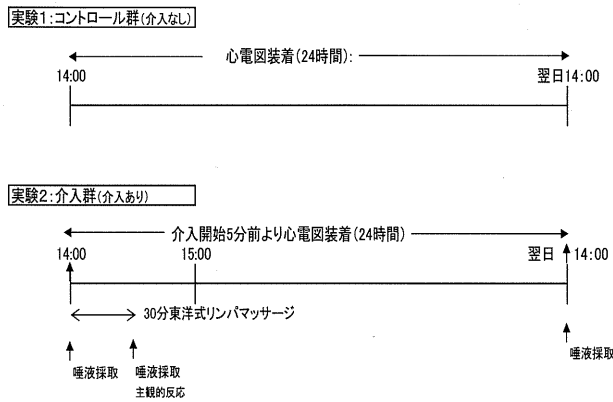 実験1:コントロール群(介入なし)
心電図装着(24時間):
14:00
翌日14:00
実験2:介入群(介入あり)
介入開始5分前より心電図装着(24時間)
14:00
15:00
翌日 14:00
30分東洋式リンパマッサージ
唾液採取
唾液採取
主観的反応
唾液採取